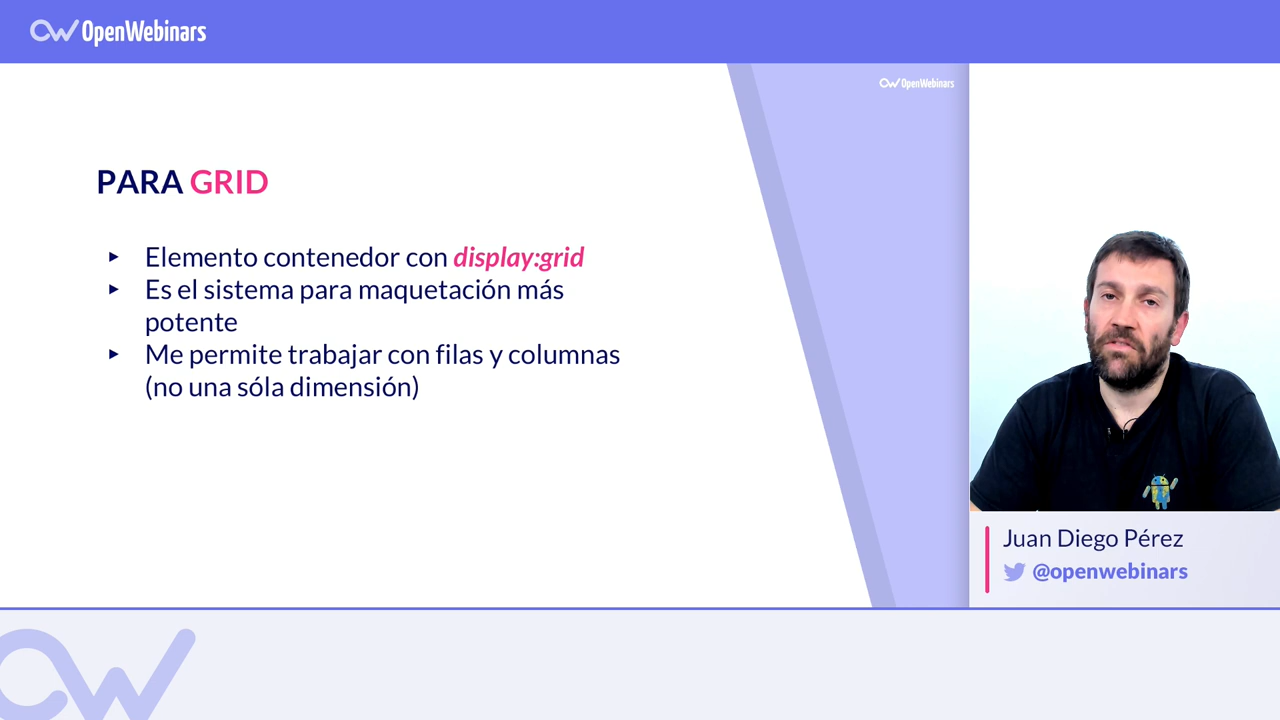 OpenWebinars
OpenWebinars
PARA GRID
Elemento contenedor con display:grid
Es el sistema para maquetación más
potente
Me permite trabajar con filas y columnas
(no una sóla dimensión)
Juan Diego Pérez
@openwebinars